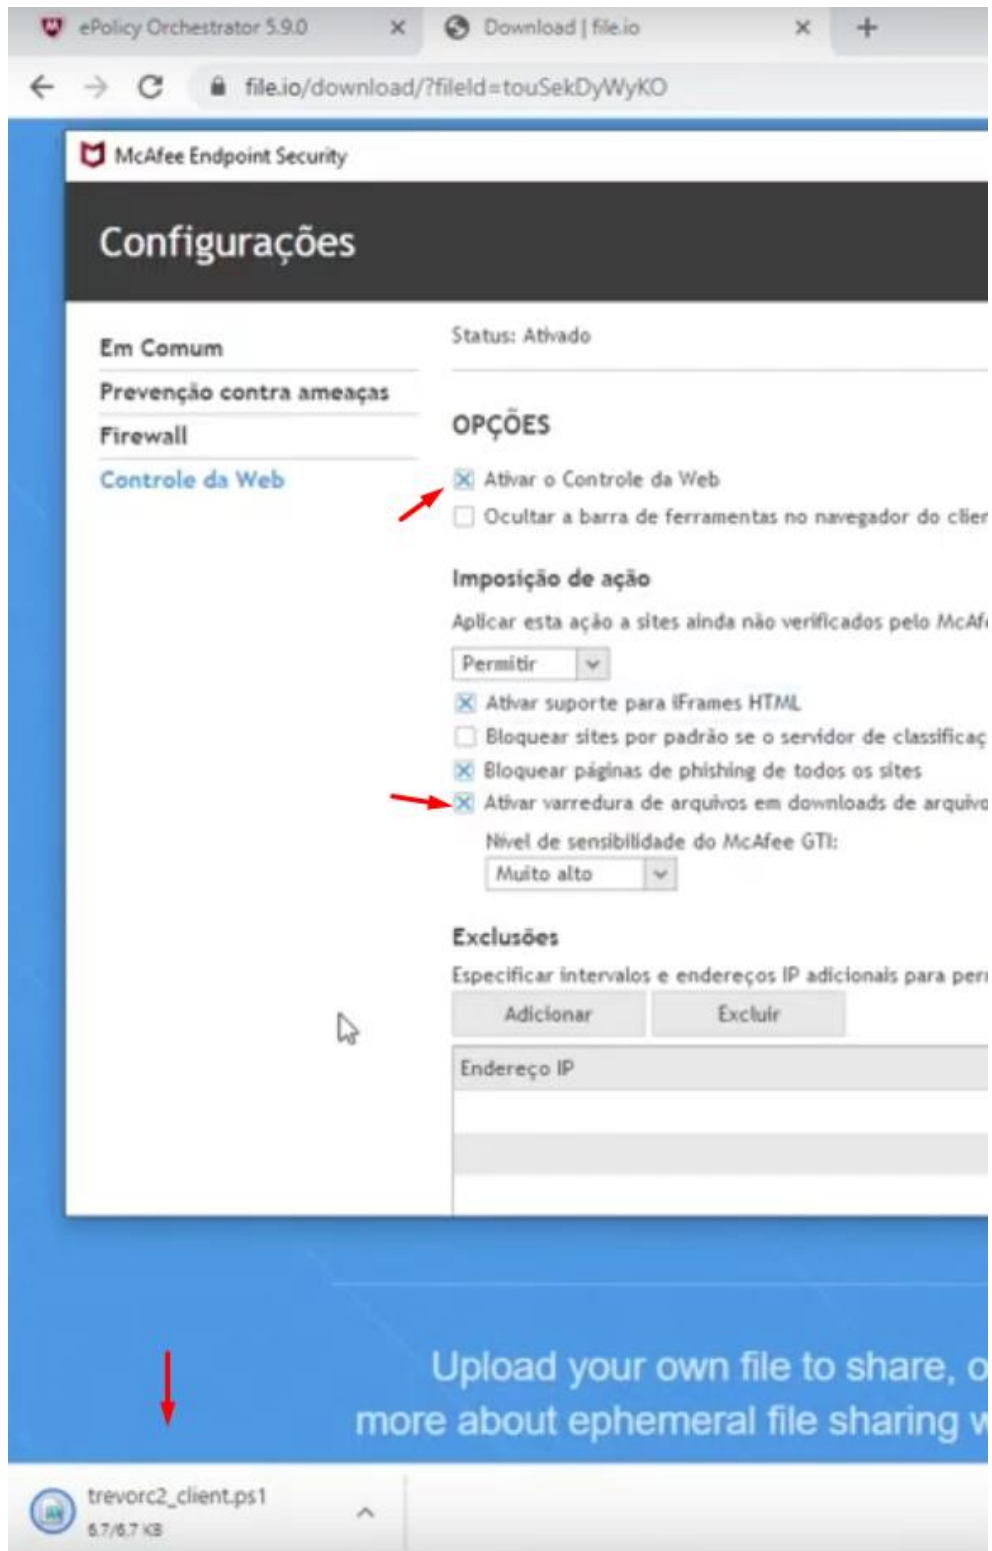 ePolicy Orchestrator 5.9.0
Download | file.io
file.io/download/?fileId=touSekDyWyKO
McAfee Endpoint Security
Configurações
Em Comum
Prevenção contra ameaças
Firewall
Controle da Web
Status: Ativado
OPÇÕES
Ativar o Controle da Web
Ocultar a barra de ferramentas no navegador do clien
Imposição de ação
Aplicar esta ação a sites ainda não verificados pelo McAfe
Permitir
Ativar suporte para IFrames HTML
Bloquear sites por padrão se o servidor de classificaç
Bloquear páginas de phishing de todos os sites
Ativar varredura de arquivos em downloads de arquivo
Nível de sensibilidade do McAfee GTI:
Muito alto
Exclusões
Especificar intervalos e endereços IP adicionais para perm
Adicionar Excluir
Endereço IP
Upload your own file to share, o
more about ephemeral file sharing w
trevorc2_client.ps1
6.7/6.7 KB